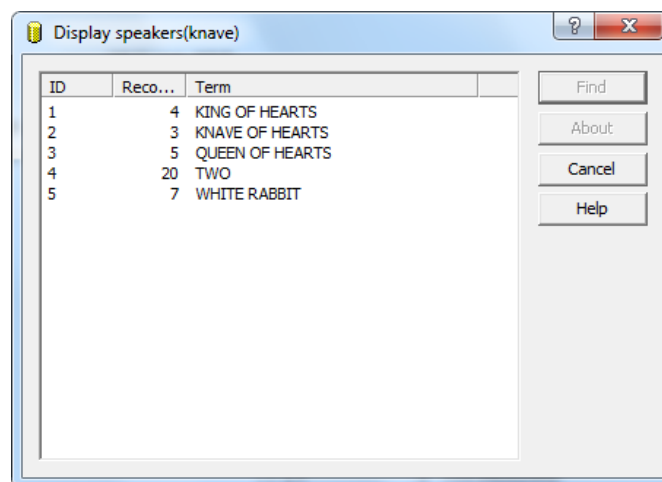 Display speakers(knave)
ID Reco... Term
1 4 KING OF HEARTS
2 3 KNAVE OF HEARTS
3 5 QUEEN OF HEARTS
4 20 TWO
5 7 WHITE RABBIT
Find
About
Cancel
Help